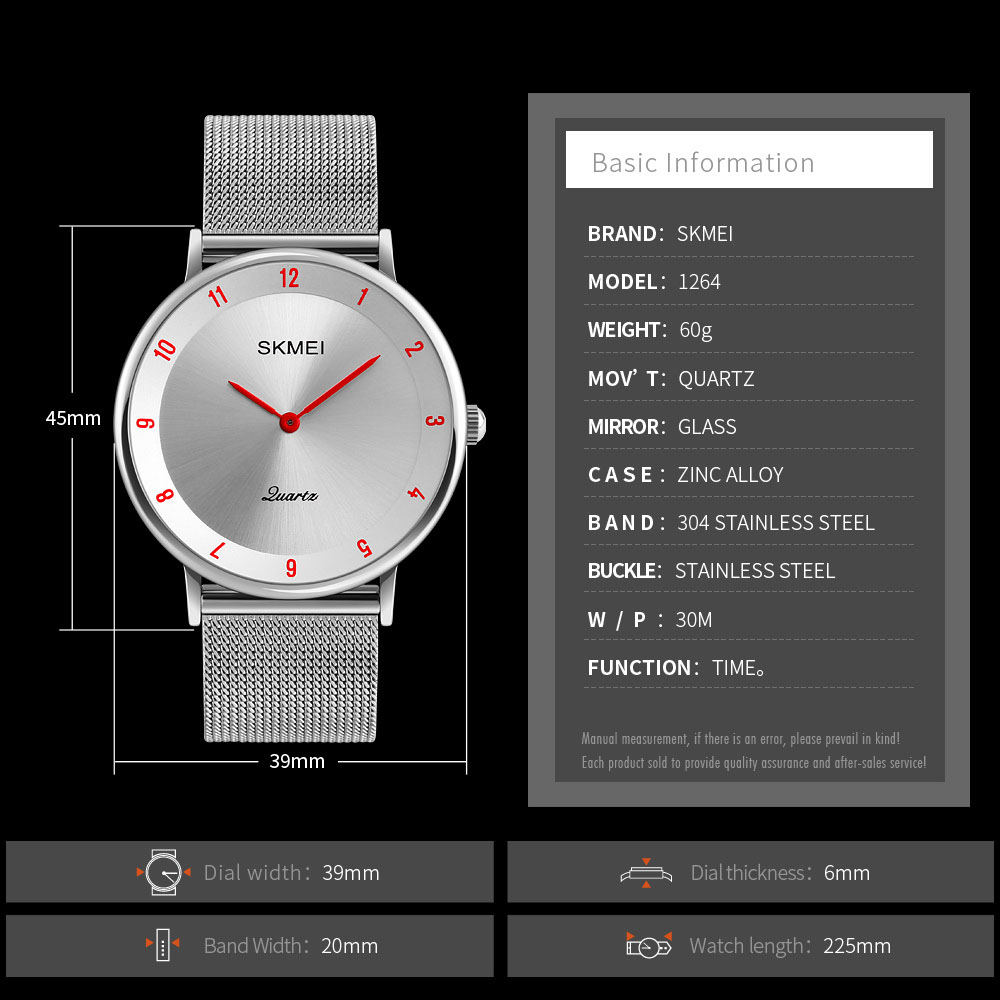 Basic Information
BRAND: SKMEI
MODEL: 1264
WEIGHT: 60g
MOV' T: QUARTZ
MIRROR: GLASS
CASE: ZINC ALLOY
BAND: 304 STAINLESS STEEL
BUCKLE: STAINLESS STEEL
W / P : 30M
FUNCTION: TIME。
Manual measurement, if there is an error, please prevail in kind!
Each product sold to provide quality assurance and after-sales service!
12
11
1
10
2
SKMEI
9
3
45mm
8
4
Quartz
7
5
6
39mm
Dial width: 39mm
Dial thickness: 6mm
Band Width: 20mm
Watch length: 225mm